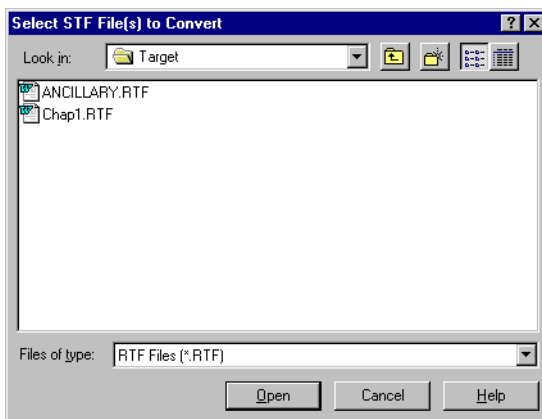 Select STF File(s) to Convert
Look in: Target
ANCILLARY.RTF
Chap1.RTF
Files of type: RTF Files (*.RTF)
Open Cancel Help